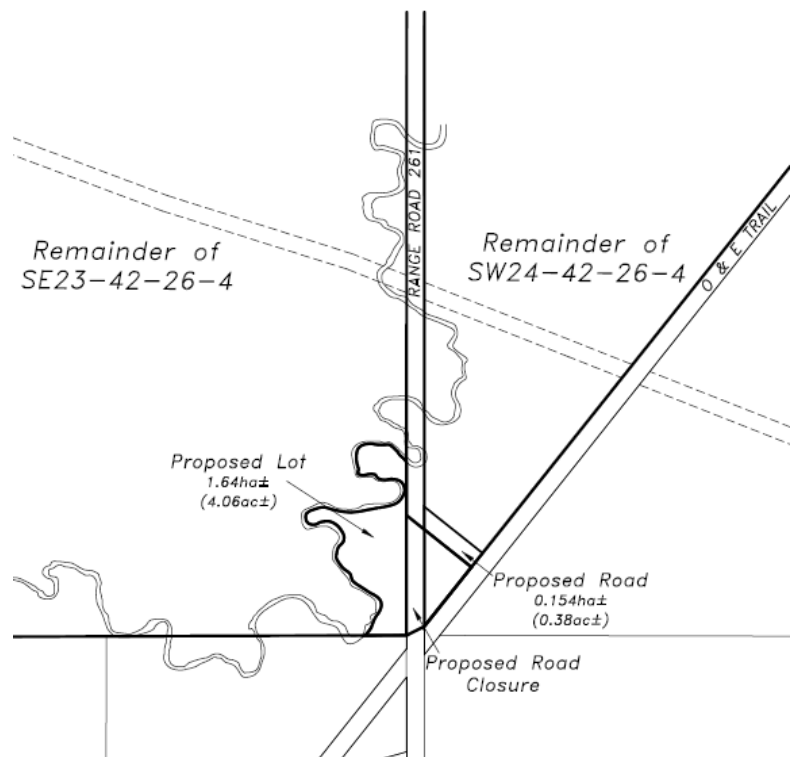 RANGE ROAD 261
Remainder of
SE23-42-26-4
Remainder of
SW24-42-26-4
O & E TRAIL
Proposed Lot
1.64ha±
(4.06ac±)
Proposed Road
0.154ha±
(0.38ac±)
Proposed Road
Closure